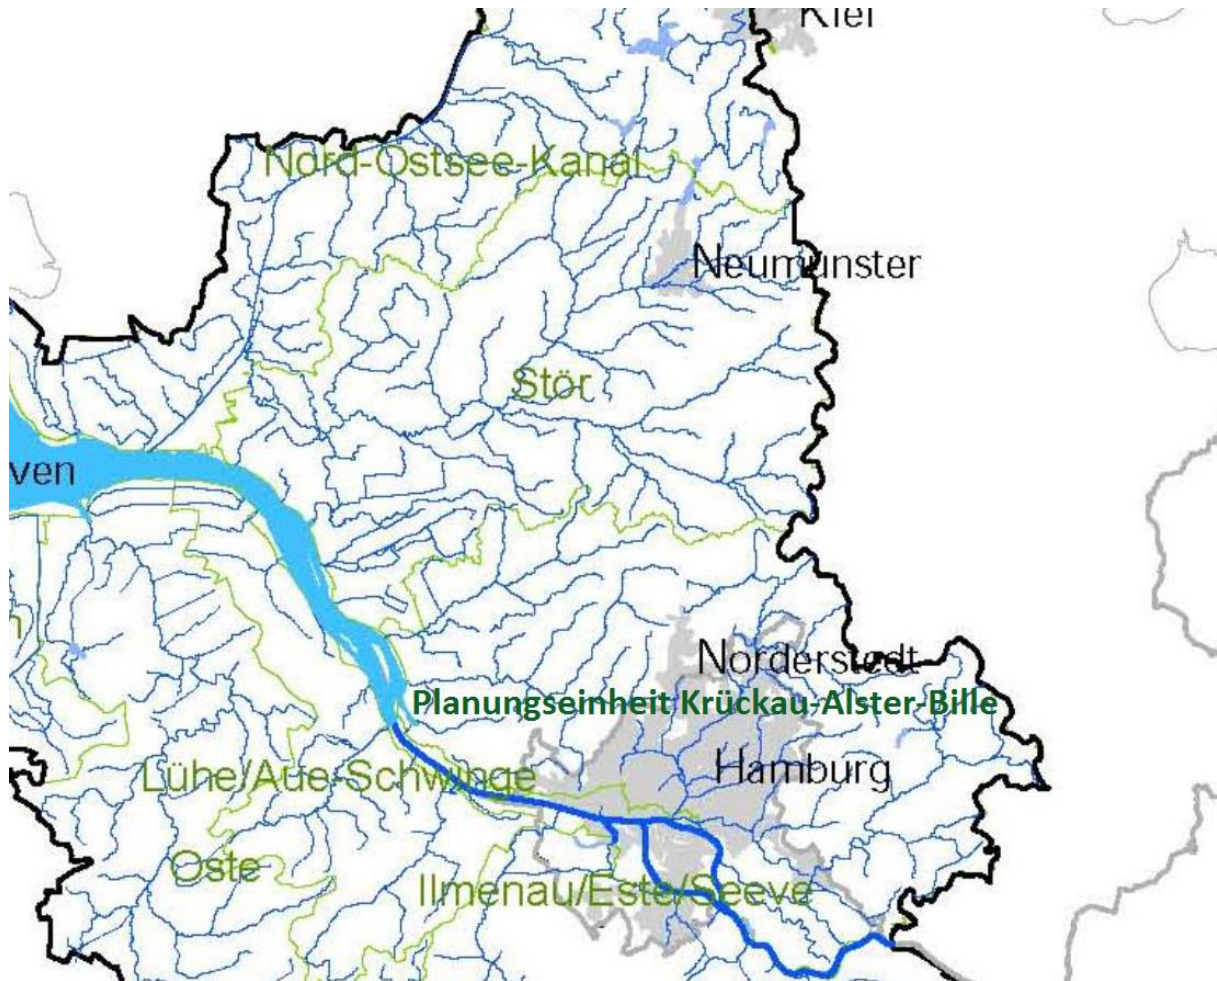 Kiel
Nord-Ostsee-Kanal
Neumünster
Stör
ven
Norderstedt
Planungseinheit Krückau-Alster-Bille
Hamburg
Lühe/Aue-Schwinge
Oste
Ilmenau/Este/Seeve